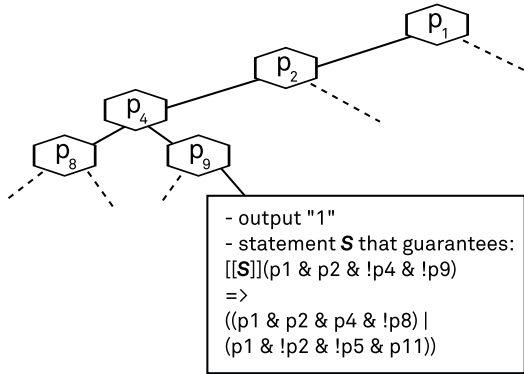 p1
p2
p4
p8
p9
- output "1"
- statement S that guarantees:
[[S]](p1 & p2 & !p4 & !p9)
=>
((p1 & p2 & p4 & !p8) |
(p1 & !p2 & !p5 & p11))